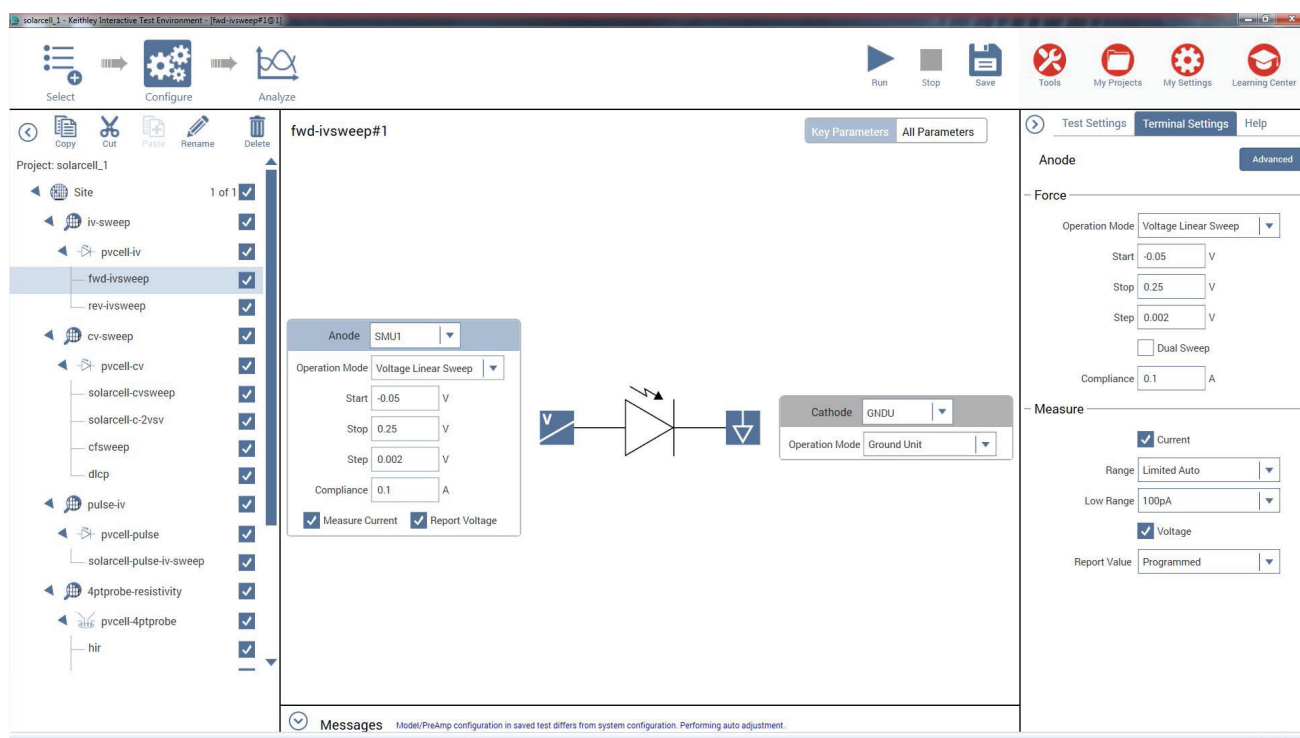 solarcell_1 - Keithley Interactive Test Environment - [fwd-ivsweep#1@1]
Select
Configure
Analyze
Run
Stop
Save
Tools
My Projects
My Settings
Learning Center
Copy
Cut
Paste
Rename
Delete
Project: solarcell_1
Site 1 of 1
iv-sweep
pvcell-iv
fwd-ivsweep
rev-ivsweep
cv-sweep
pvcell-cv
solarcell-cvsweep
solarcell-c-2vsv
cfsweep
dlcp
pulse-iv
pvcell-pulse
solarcell-pulse-iv-sweep
4ptprobe-resistivity
pvcell-4ptprobe
hir
fwd-ivsweep#1
Key Parameters All Parameters
Anode SMU1
Operation Mode Voltage Linear Sweep
Start -0.05 V
Stop 0.25 V
Step 0.002 V
Compliance 0.1 A
Measure Current Report Voltage
V
Cathode GNDU
Operation Mode Ground Unit
Messages Model/PreAmp configuration in saved test differs from system configuration. Performing auto adjustment.
Test Settings Terminal Settings Help
Anode Advanced
Force
Operation Mode Voltage Linear Sweep
Start -0.05 V
Stop 0.25 V
Step 0.002 V
Dual Sweep
Compliance 0.1 A
Measure
Current
Range Limited Auto
Low Range 100pA
Voltage
Report Value Programmed